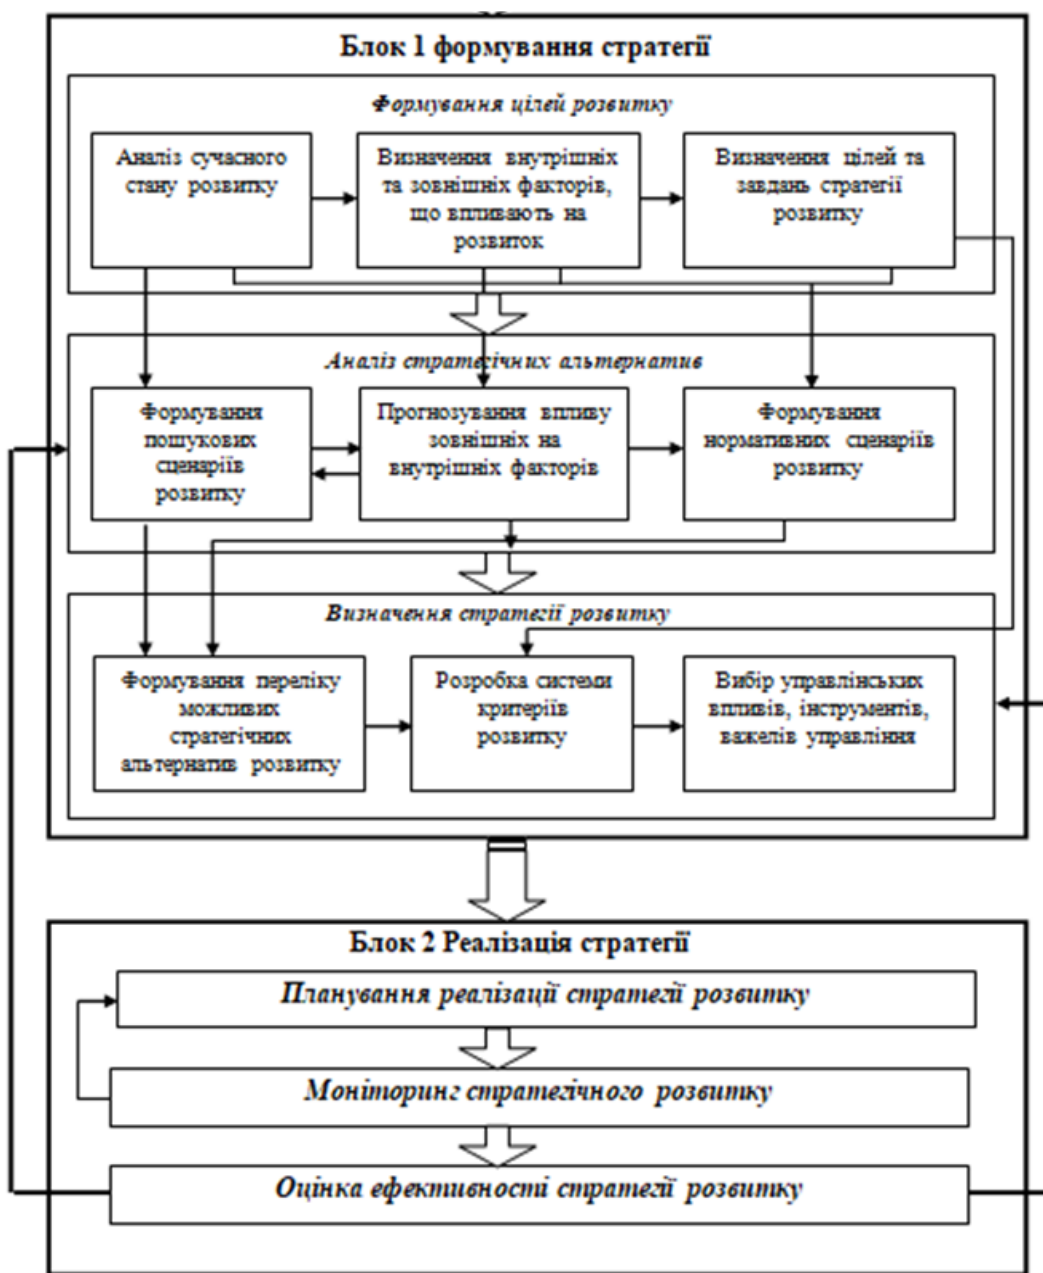 Блок 1 формування стратегії
Формування цілей розвитку
Аналіз сучасного
стану розвитку
Визначення внутрішніх
та зовнішніх факторів,
що впливають на
розвиток
Визначення цілей та
завдань стратегії
розвитку
Аналіз стратегічних альтернатив
Формування
пошукових
сценаріїв
розвитку
Прогнозування впливу
зовнішніх на
внутрішніх факторів
Формування
нормативних сценаріїв
розвитку
Визначення стратегії розвитку
Формування переліку
можливих
стратегічних
альтернатив розвитку
Розробка системи
критеріїв
розвитку
Вибір управлінських
впливів, інструментів,
важелів управління
Блок 2 Реалізація стратегії
Планування реалізації стратегії розвитку
Моніторинг стратегічного розвитку
Оцінка ефективності стратегії розвитку